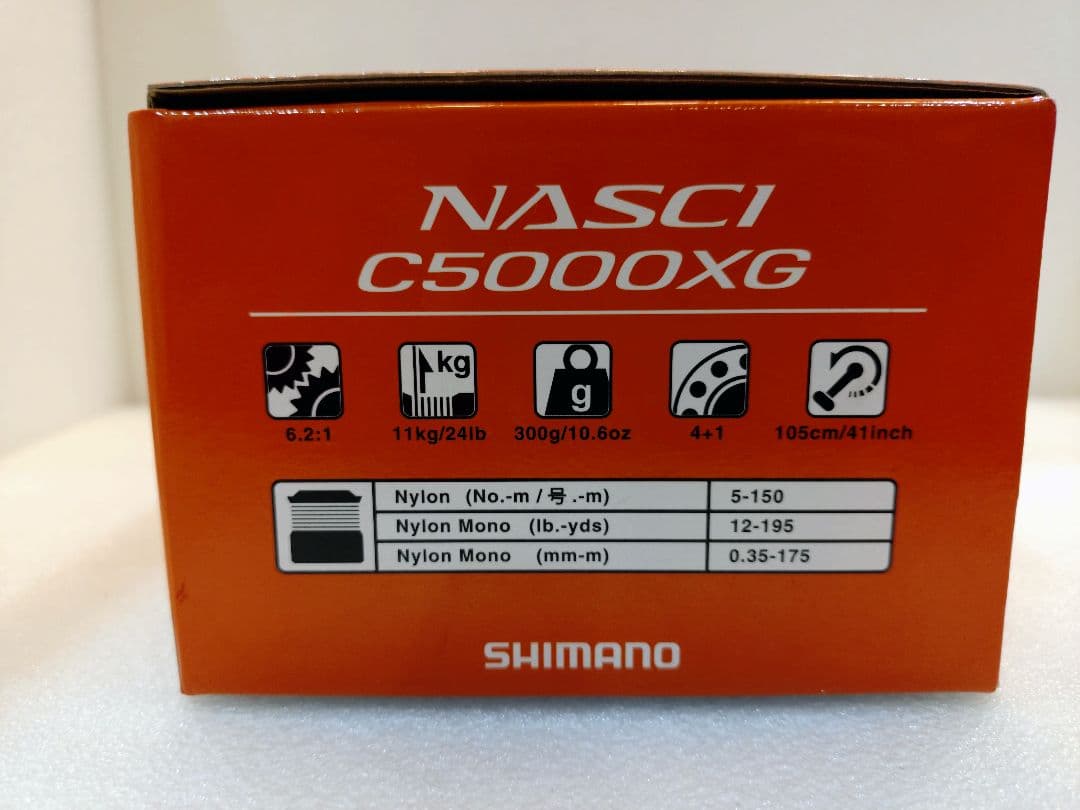 NASCI
C5000XG
kg
g
6.2:1 11kg/24lb 300g/10.6oz 4+1 105cm/41inch
Nylon (No.-m / 号.-m) 5-150
Nylon Mono (lb.-yds) 12-195
Nylon Mono (mm-m) 0.35-175
SHIMANO